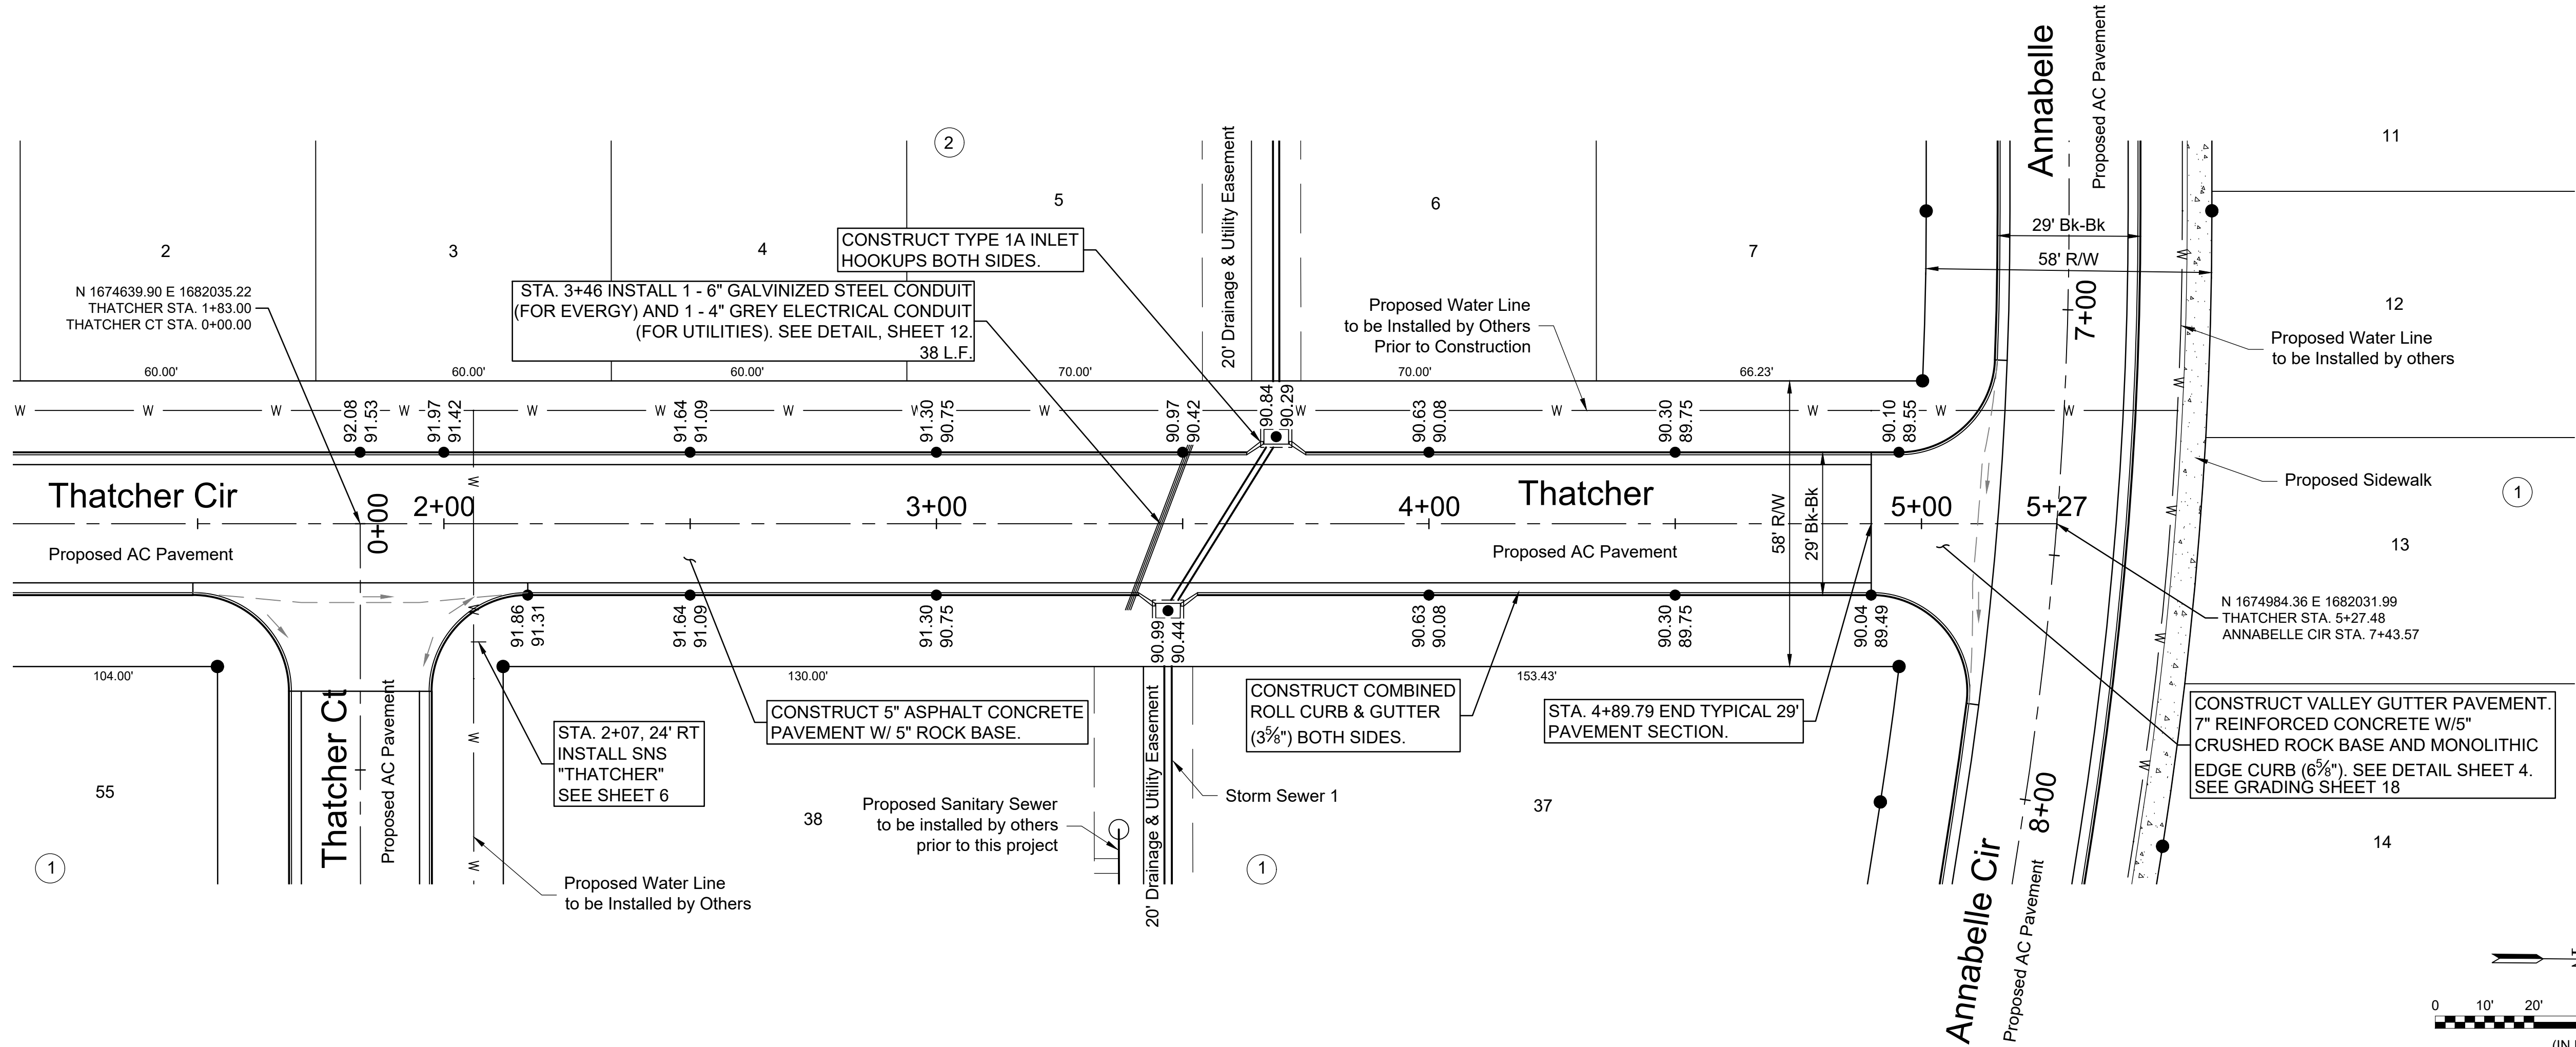 Annabelle
Proposed AC Pavement
11
2
5
20' Drainage & Utility Easement
6
2
3
4
7
CONSTRUCT TYPE 1A INLET
HOOKUPS BOTH SIDES.
29' Bk-Bk
58' R/W
N 1674639.90 E 1682035.22
THATCHER STA. 1+83.00
THATCHER CT STA. 0+00.00
STA. 3+46 INSTALL 1 - 6" GALVINIZED STEEL CONDUIT
(FOR EVERGY) AND 1 - 4" GREY ELECTRICAL CONDUIT
(FOR UTILITIES). SEE DETAIL, SHEET 12.
38 L.F.
Proposed Water Line
to be Installed by Others
Prior to Construction
7+00
12
Proposed Water Line
to be Installed by others
60.00'
60.00'
60.00'
70.00'
70.00'
66.23'
W W W W W W W W W W W W W W W W
92.08
91.53
91.97
91.42
91.64
91.09
91.30
90.75
90.97
90.42
90.84
90.29
90.63
90.08
90.30
89.75
90.10
89.55
W
W
W
Proposed Sidewalk
1
Thatcher Cir
0+00
2+00
3+00
Thatcher
4+00
58' R/W
29' Bk-Bk
5+00
5+27
W
Proposed AC Pavement
Proposed AC Pavement
13
W
W
91.86
91.31
91.64
91.09
91.30
90.75
90.99
90.44
90.63
90.08
90.30
89.75
90.04
89.49
N 1674984.36 E 1682031.99
THATCHER STA. 5+27.48
ANNABELLE CIR STA. 7+43.57
W
104.00'
130.00'
153.43'
Thatcher Ct
Proposed AC Pavement
STA. 2+07, 24' RT
INSTALL SNS
"THATCHER"
SEE SHEET 6
CONSTRUCT 5" ASPHALT CONCRETE
PAVEMENT W/ 5" ROCK BASE.
20' Drainage & Utility Easement
CONSTRUCT COMBINED
ROLL CURB & GUTTER
(3⅝") BOTH SIDES.
STA. 4+89.79 END TYPICAL 29'
PAVEMENT SECTION.
CONSTRUCT VALLEY GUTTER PAVEMENT.
7" REINFORCED CONCRETE W/5"
CRUSHED ROCK BASE AND MONOLITHIC
EDGE CURB (6⅝"). SEE DETAIL SHEET 4.
SEE GRADING SHEET 18
W
W
55
38
Proposed Sanitary Sewer
to be installed by others
prior to this project
Storm Sewer 1
37
8+00
14
1
W
1
Proposed Water Line
to be Installed by Others
Annabelle Cir
Proposed AC Pavement
0 10' 20'